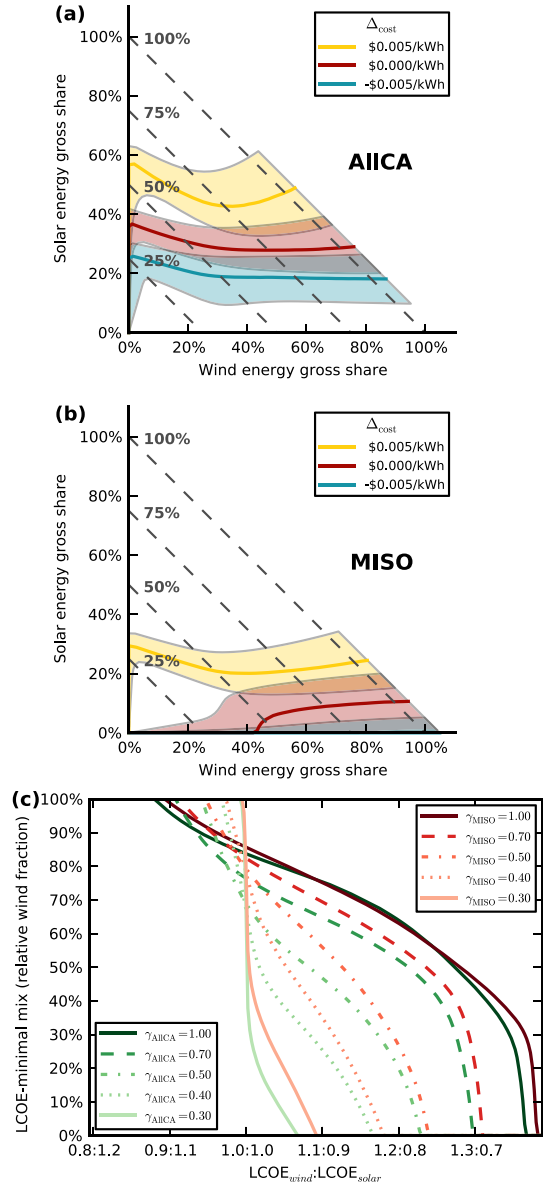 (a)
Δcost
$0.005/kWh
$0.000/kWh
-$0.005/kWh
AllCA
Solar energy gross share
100%
80%
60%
40%
20%
0%
100%
75%
50%
25%
0% 20% 40% 60% 80% 100%
Wind energy gross share
(b)
Δcost
$0.005/kWh
$0.000/kWh
-$0.005/kWh
MISO
Solar energy gross share
100%
80%
60%
40%
20%
0%
100%
75%
50%
25%
0% 20% 40% 60% 80% 100%
Wind energy gross share
(c)
LCOE-minimal mix (relative wind fraction)
100%
90%
80%
70%
60%
50%
40%
30%
20%
10%
0%
γMISO=1.00
γMISO=0.70
γMISO=0.50
γMISO=0.40
γMISO=0.30
γAllCA=1.00
γAllCA=0.70
γAllCA=0.50
γAllCA=0.40
γAllCA=0.30
0.8:1.2 0.9:1.1 1.0:1.0 1.1:0.9 1.2:0.8 1.3:0.7
LCOEwind:LCOEsolar